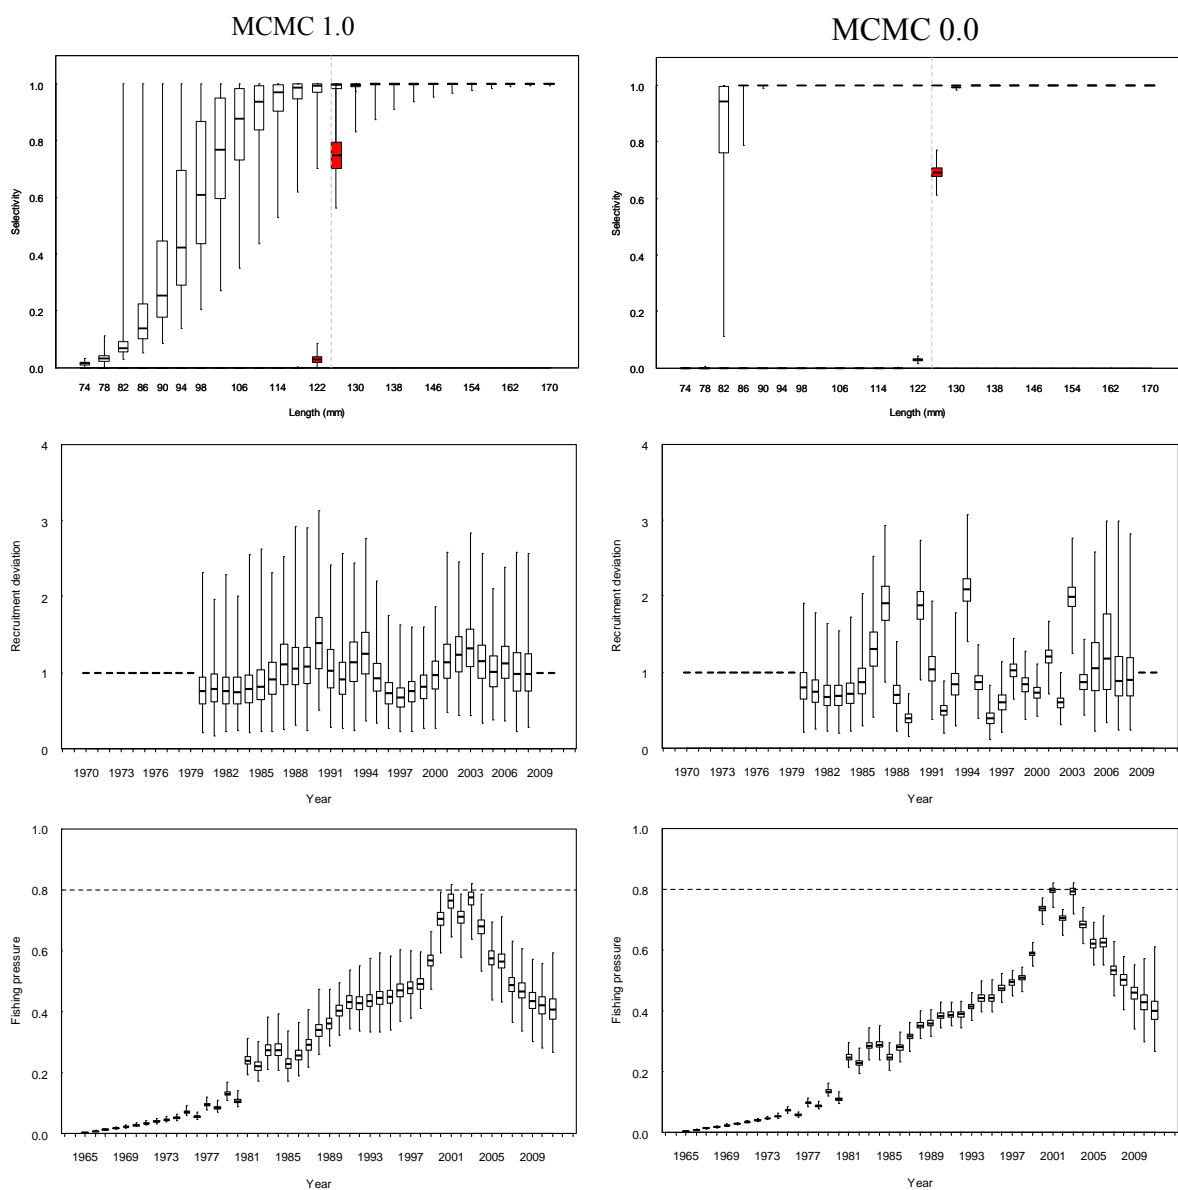 MCMC 1.0
MCMC 0.0
Selectivity
1.0
0.8
0.6
0.4
0.2
0.0
74 78 82 86 90 94 98 106 114 122 130 138 146 154 162 170
Length (mm)
Selectivity
1.0
0.8
0.6
0.4
0.2
0.0
74 78 82 86 90 94 98 106 114 122 130 138 146 154 162 170
Length (mm)
Recruitment deviation
4
3
2
1
0
1970 1973 1976 1979 1982 1985 1988 1991 1994 1997 2000 2003 2006 2009
Year
Recruitment deviation
4
3
2
1
0
1970 1973 1976 1979 1982 1985 1988 1991 1994 1997 2000 2003 2006 2009
Year
Fishing pressure
1.0
0.8
0.6
0.4
0.2
0.0
1965 1969 1973 1977 1981 1985 1989 1993 1997 2001 2005 2009
Year
Fishing pressure
1.0
0.8
0.6
0.4
0.2
0.0
1965 1969 1973 1977 1981 1985 1989 1993 1997 2001 2005 2009
Year